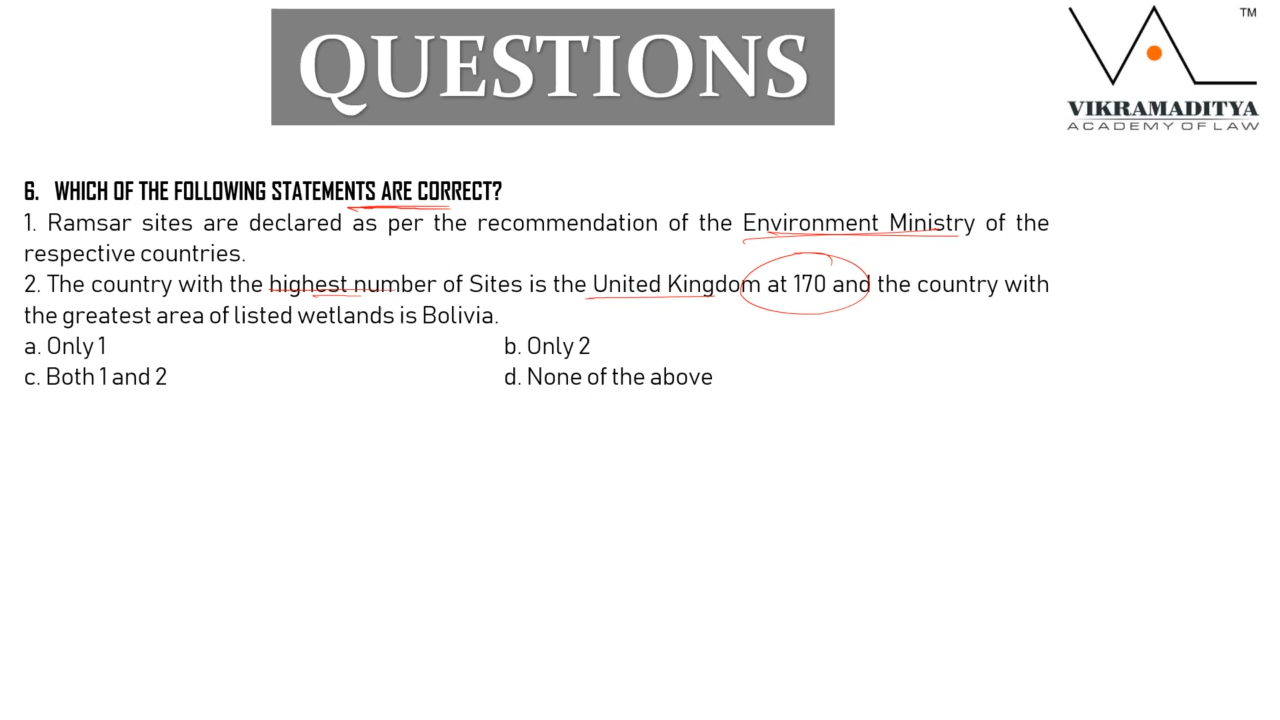 QUESTIONS
TM
VIKRAMADITYA
ACADEMY OF LAW
6. WHICH OF THE FOLLOWING STATEMENTS ARE CORRECT?
1. Ramsar sites are declared as per the recommendation of the Environment Ministry of the
respective countries.
2. The country with the highest number of Sites is the United Kingdom at 170 and the country with
the greatest area of listed wetlands is Bolivia.
a. Only 1 b. Only 2
c. Both 1 and 2 d. None of the above